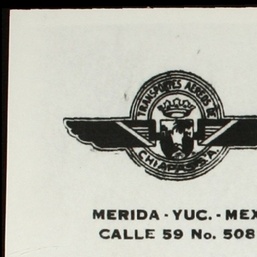 TRANSPORTES AEREOS DE
CHIAPAS S.A.
MERIDA - YUC. - MEX
CALLE 59 No. 508